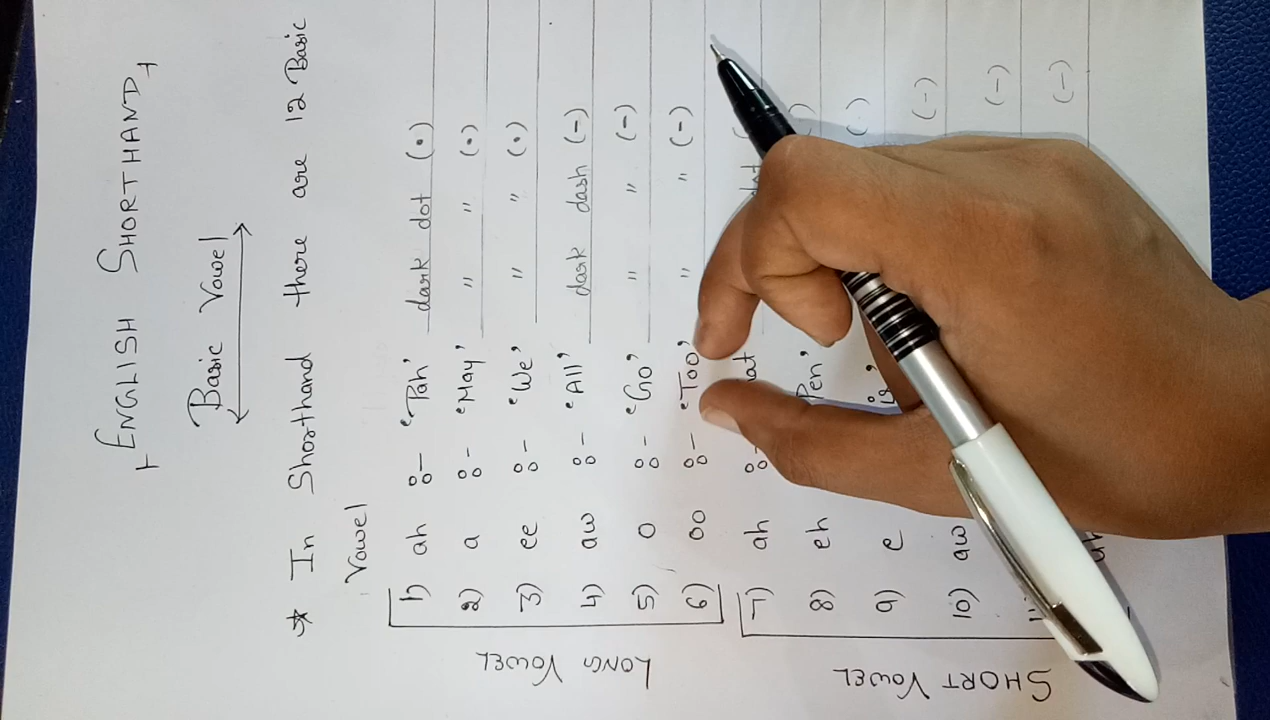 ENGLISH SHORTHAND
Basic Vowel
* In Shorthand there are 12 Basic
Vowel
LONG VOWEL
1) ah :- 'Pah' dark dot (•)
2) a :- 'May' " " (•)
3) ee :- 'We' " " (•)
4) aw :- 'All' dark dash (-)
5) o :- 'Go' " " (-)
6) oo :- 'Too' " " (-)
SHORT VOWEL
7) ah :-
8) eh Pen'
9) e
10) aw (-)
(-)
(-)